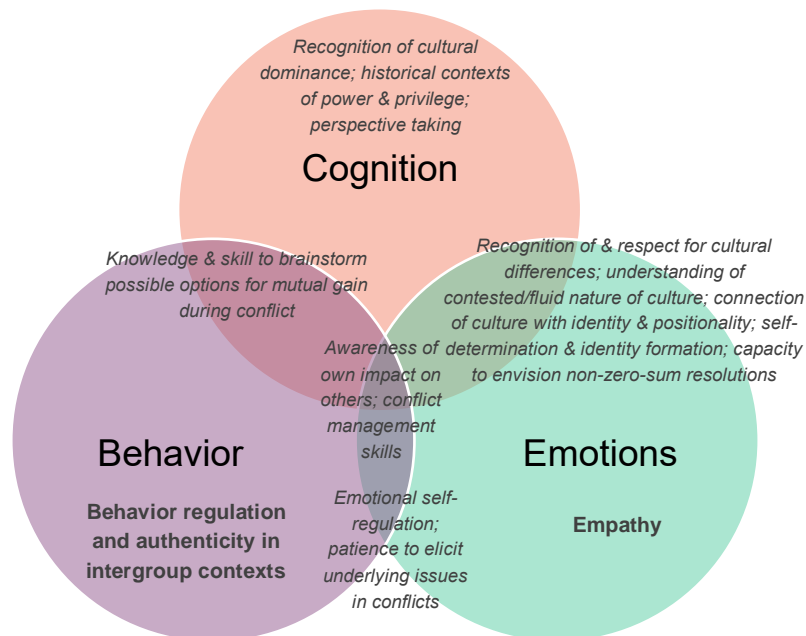 Recognition of cultural
dominance; historical contexts
of power & privilege;
perspective taking
Cognition
Knowledge & skill to brainstorm
possible options for mutual gain
during conflict
Recognition of & respect for cultural
differences; understanding of
contested/fluid nature of culture; connection
of culture with identity & positionality; self-
determination & identity formation; capacity
to envision non-zero-sum resolutions
Awareness of
own impact on
others; conflict
management
skills
Behavior
Behavior regulation
and authenticity in
intergroup contexts
Emotional self-
regulation;
patience to elicit
underlying issues
in conflicts
Emotions
Empathy